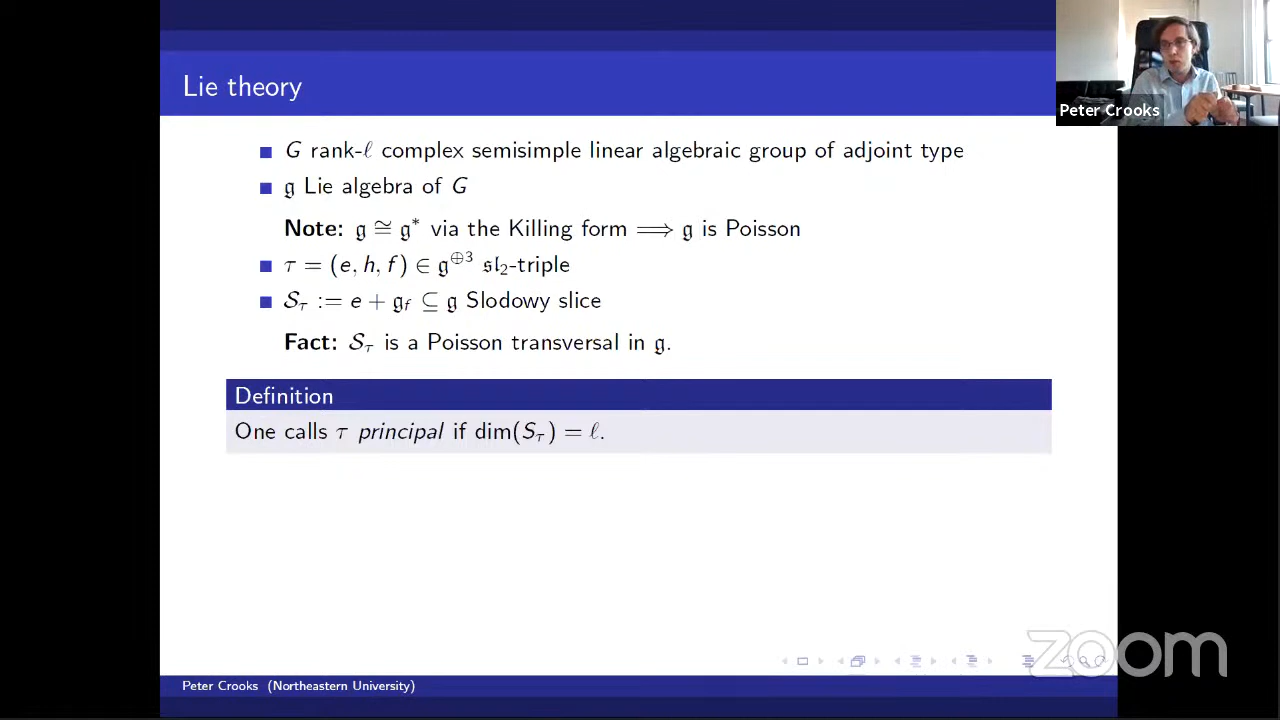 Lie theory
Peter Crooks
G rank-ℓ complex semisimple linear algebraic group of adjoint type
𝔤 Lie algebra of G
Note: 𝔤 ≅ 𝔤* via the Killing form ⟹ 𝔤 is Poisson
τ = (e, h, f) ∈ 𝔤^{⊕3} 𝔰𝔩₂-triple
𝒮_τ := e + 𝔤_f ⊆ 𝔤 Slodowy slice
Fact: 𝒮_τ is a Poisson transversal in 𝔤.
Definition
One calls τ principal if dim(S_τ) = ℓ.
zoom
Peter Crooks (Northeastern University)